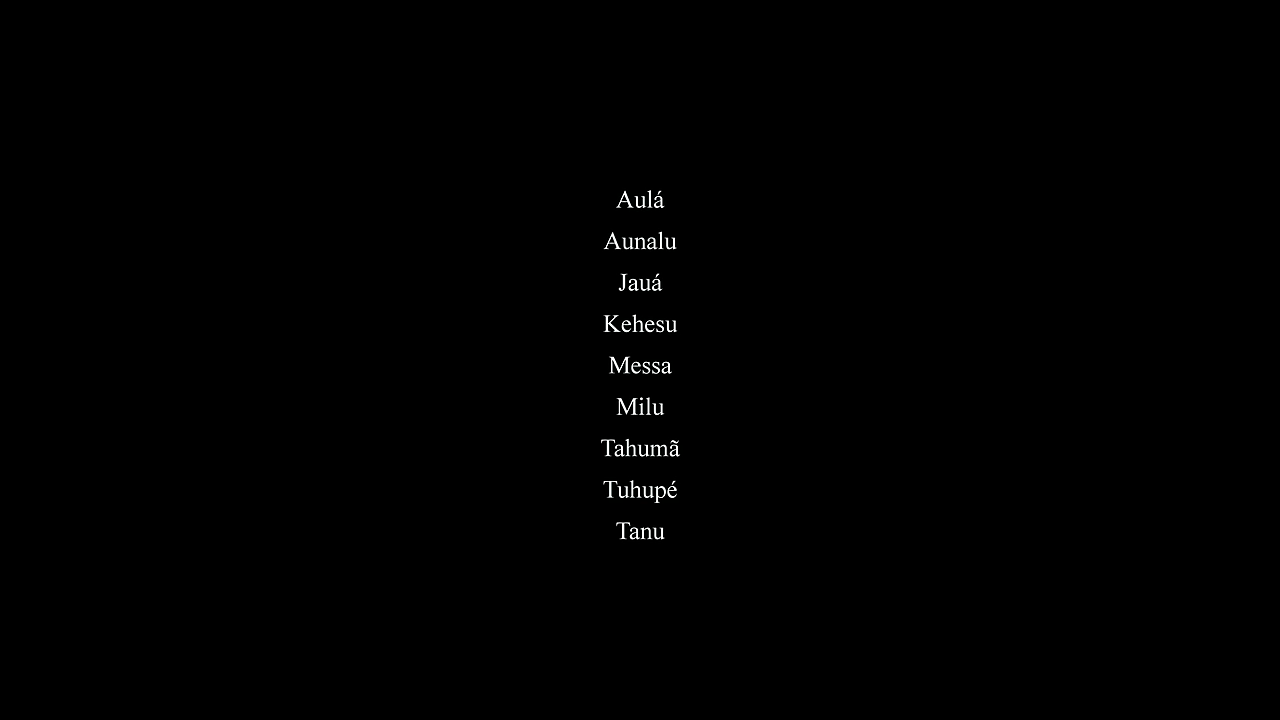 Aulá
Aunalu
Jauá
Kehesu
Messa
Milu
Tahumã
Tuhupé
Tanu